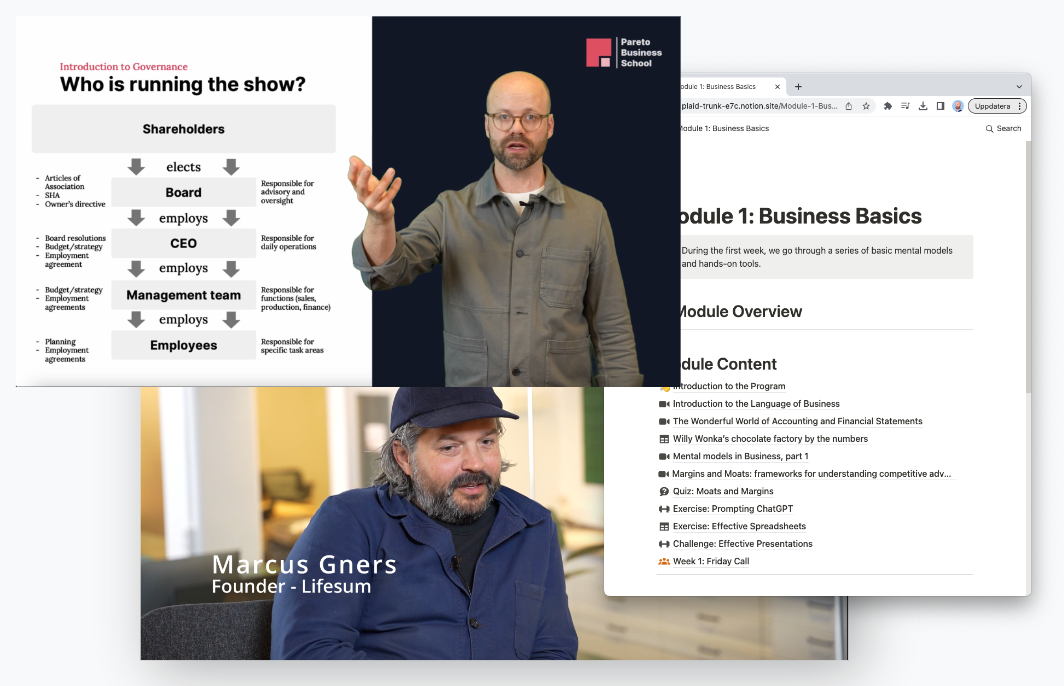 Introduction to Governance
Who is running the show?
Shareholders
elects
- Articles of
Association
- SHA
- Owner's directive
Board
Responsible for
advisory and
oversight
employs
- Board resolutions
- Budget/strategy
- Employment
agreement
CEO
Responsible for
daily operations
employs
- Budget/strategy
- Employment
agreements
Management team
Responsible for
functions (sales,
production, finance)
employs
- Planning
- Employment
agreements
Employees
Responsible for
specific task areas
Pareto
Business
School
odule 1: Business Basics
plaid-trunk-e7c.notion.site/Module-1-Bus...
Uppdatera
Module 1: Business Basics
Search
odule 1: Business Basics
During the first week, we go through a series of basic mental models
and hands-on tools.
Module Overview
dule Content
Introduction to the Program
Introduction to the Language of Business
The Wonderful World of Accounting and Financial Statements
Willy Wonka's chocolate factory by the numbers
Mental models in Business, part 1
Margins and Moats: frameworks for understanding competitive adv...
Quiz: Moats and Margins
Exercise: Prompting ChatGPT
Exercise: Effective Spreadsheets
Challenge: Effective Presentations
Week 1: Friday Call
Marcus Gners
Founder - Lifesum